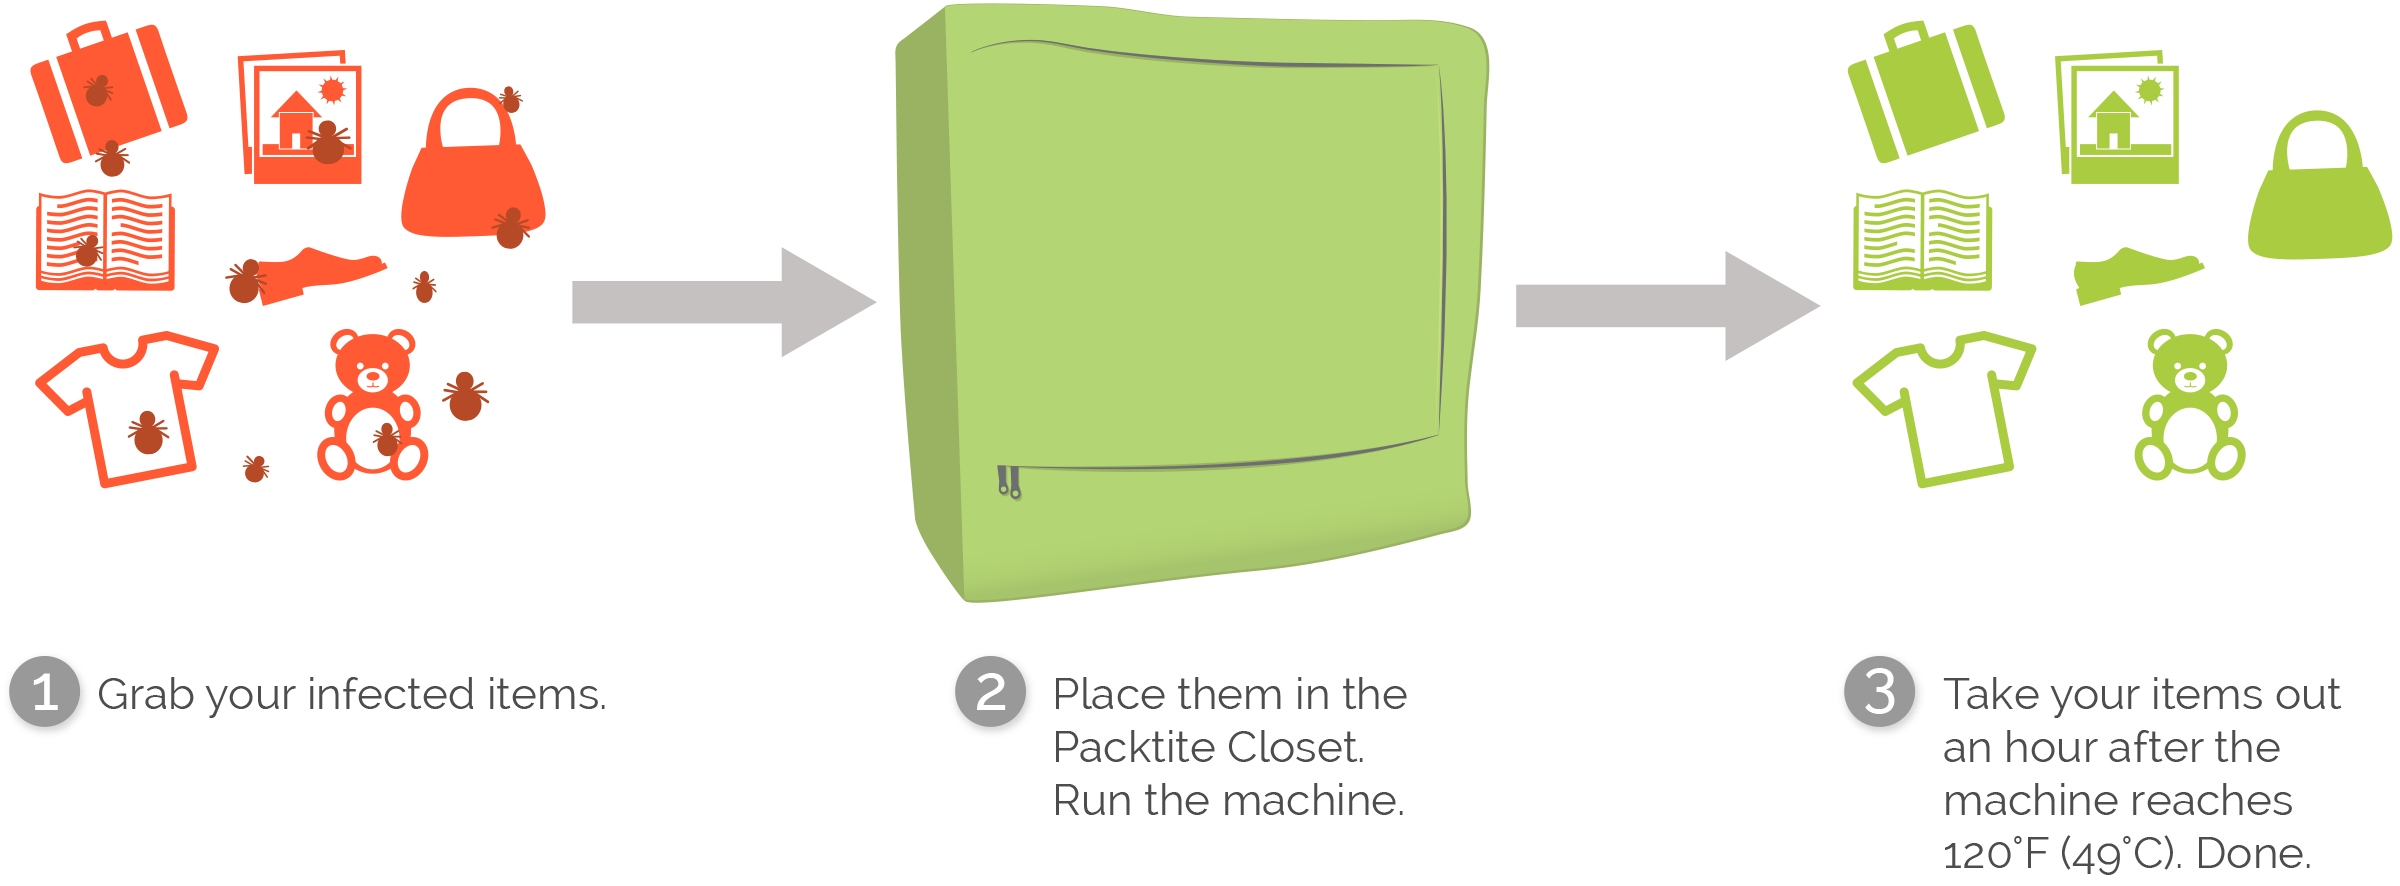 1 Grab your infected items.
2 Place them in the
Packtite Closet.
Run the machine.
3 Take your items out
an hour after the
machine reaches
120°F (49°C). Done.